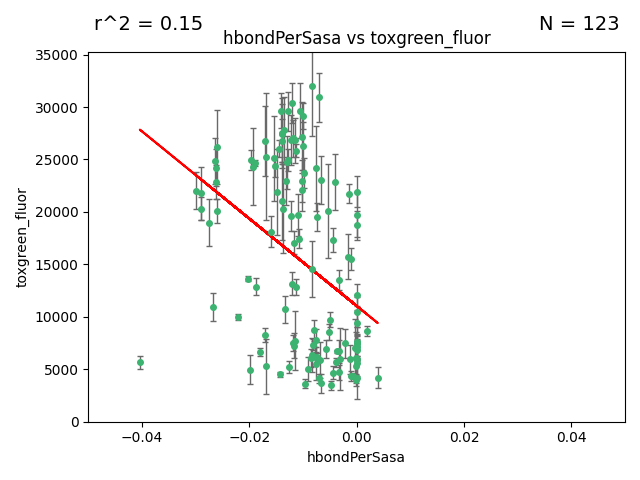 r^2 = 0.15
N = 123
hbondPerSasa vs toxgreen_fluor
35000
30000
25000
20000
15000
10000
5000
0
toxgreen_fluor
−0.04
−0.02
0.00
0.02
0.04
hbondPerSasa